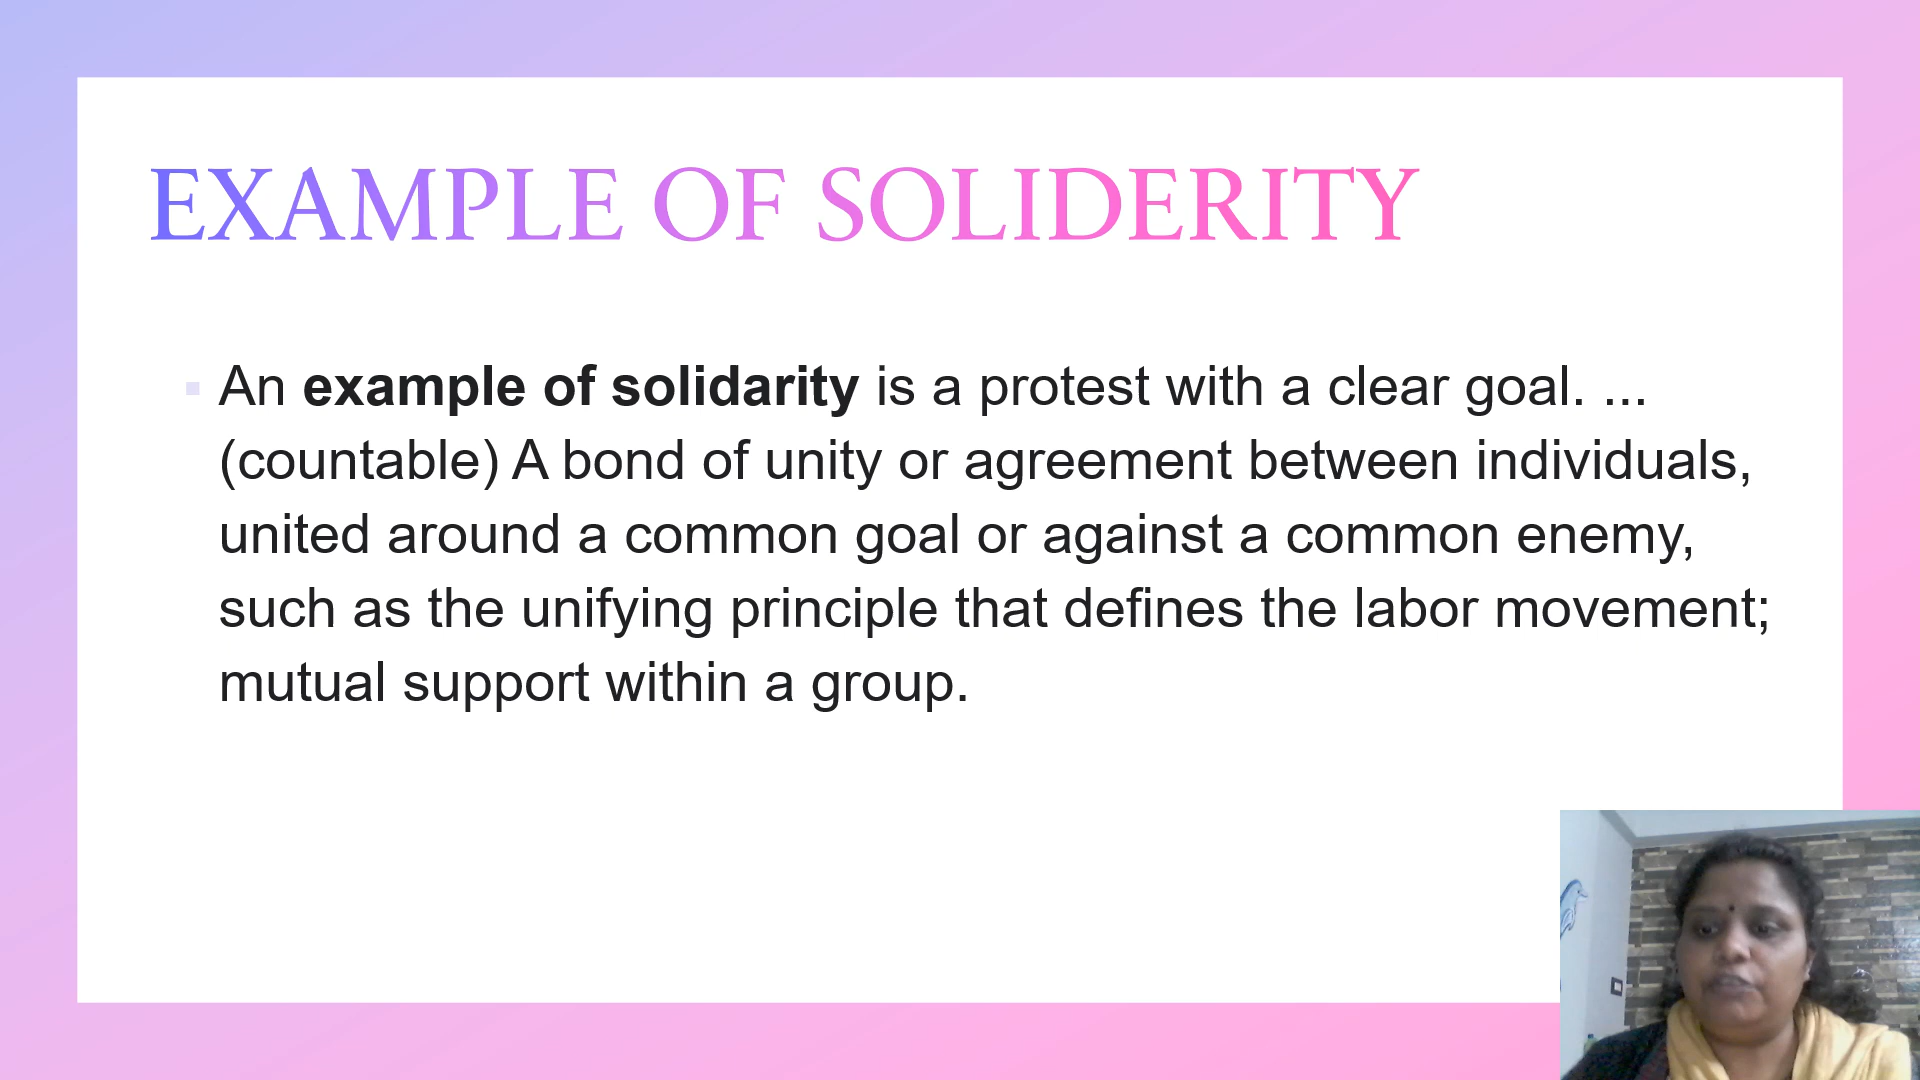 EXAMPLE OF SOLIDERITY
An example of solidarity is a protest with a clear goal. ...
(countable) A bond of unity or agreement between individuals,
united around a common goal or against a common enemy,
such as the unifying principle that defines the labor movement;
mutual support within a group.